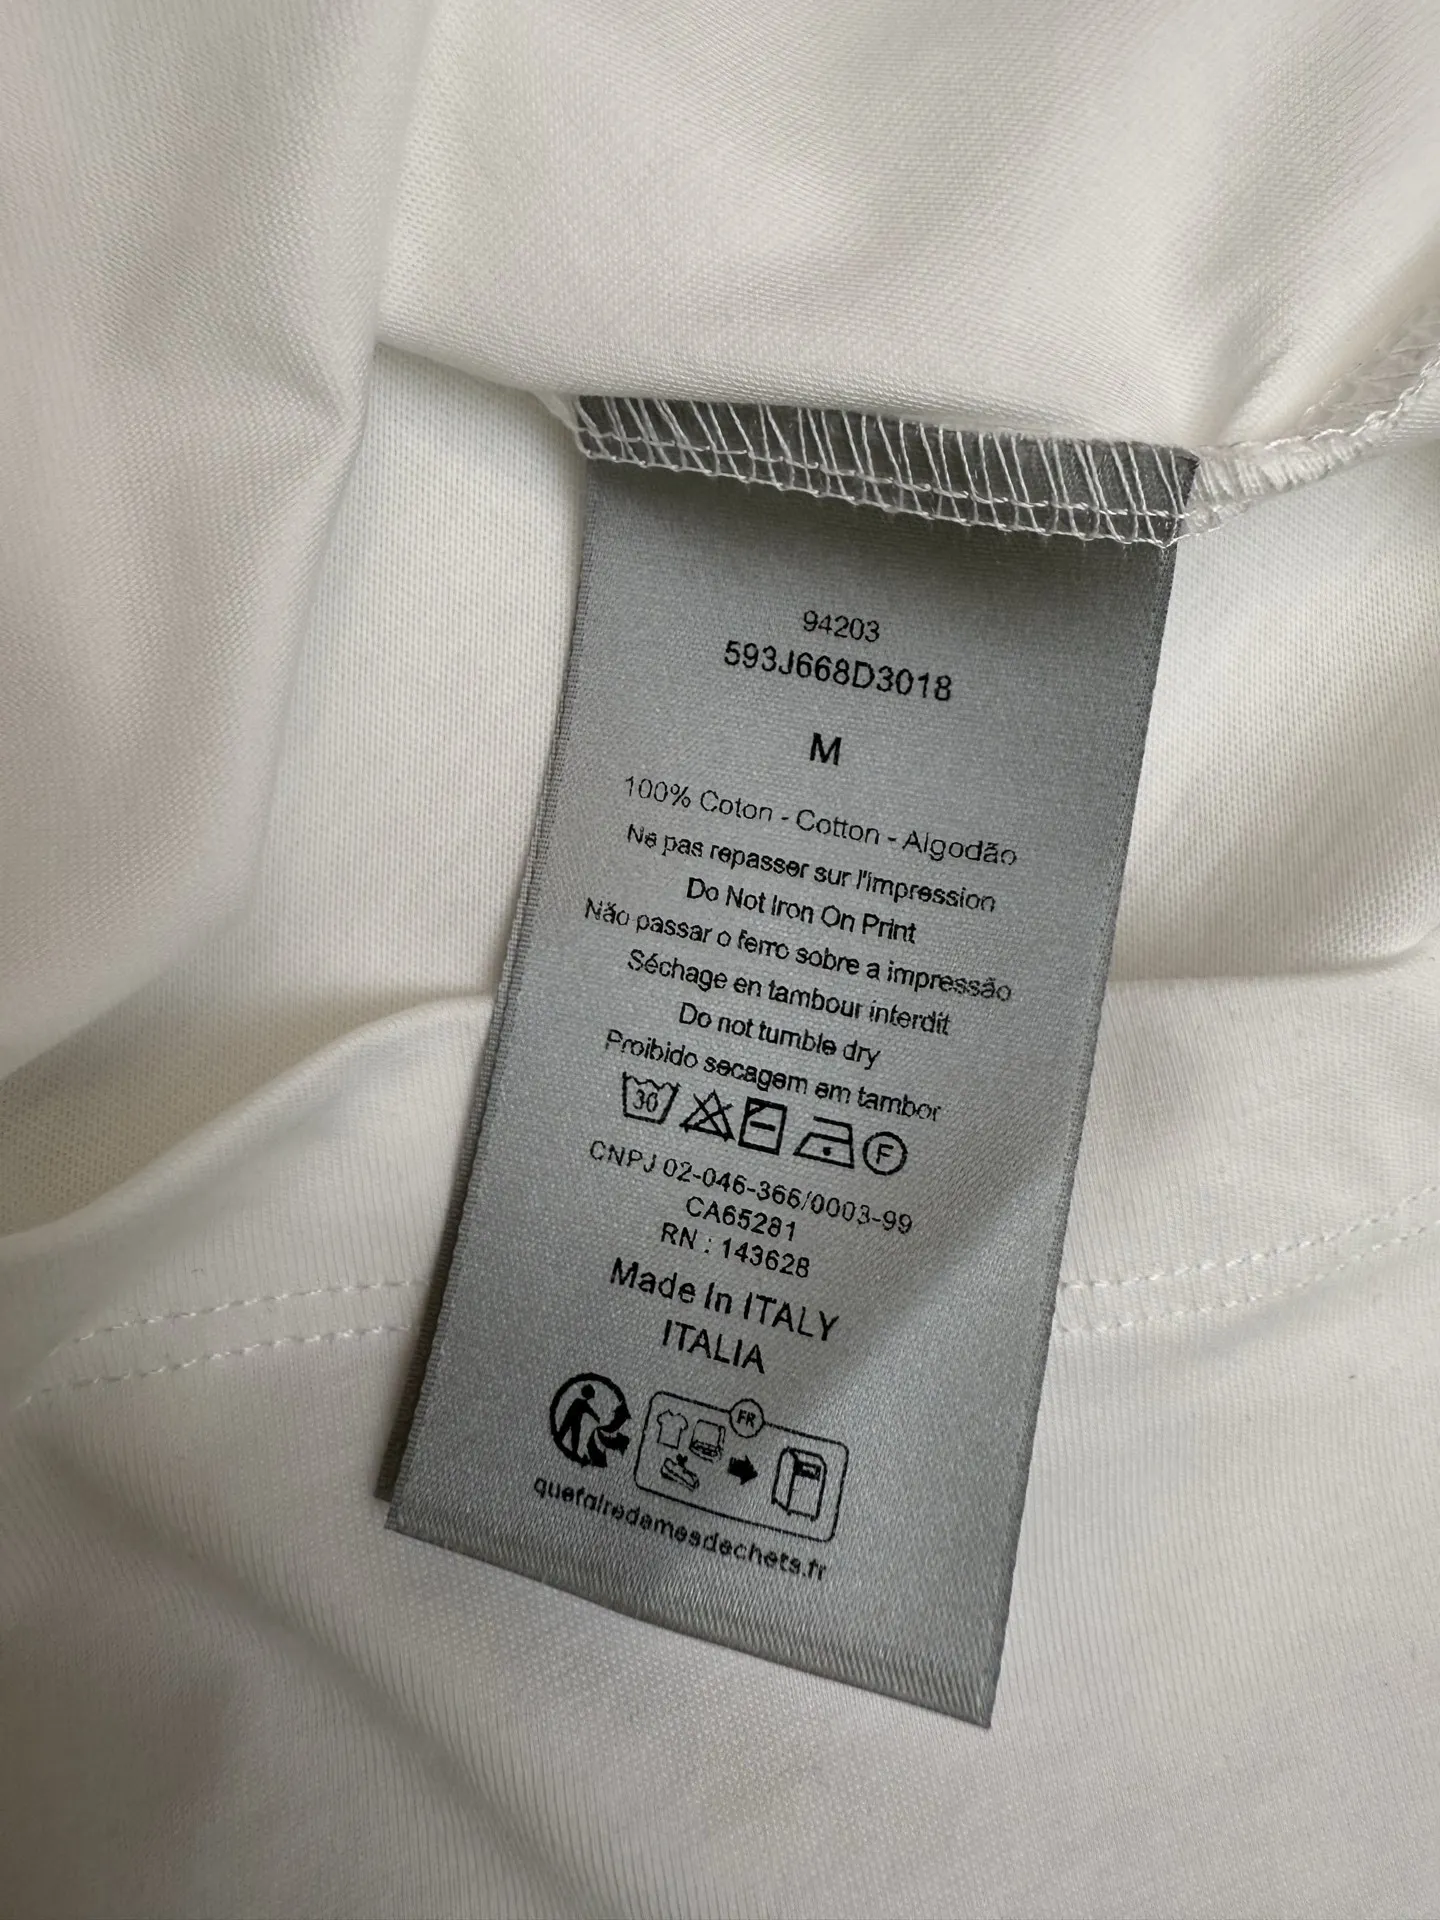 94203
593J668D3018
M
100% Coton - Cotton - Algodão
Ne pas repasser sur l'impression
Do Not Iron On Print
Não passar o ferro sobre a impressão
Séchage en tambour interdit
Do not tumble dry
Proibido secagem em tambor
30 F
CNPJ 02-046-366/0003-99
CA65281
RN : 143628
Made In ITALY
ITALIA
FR
quefairedemesdechets.fr